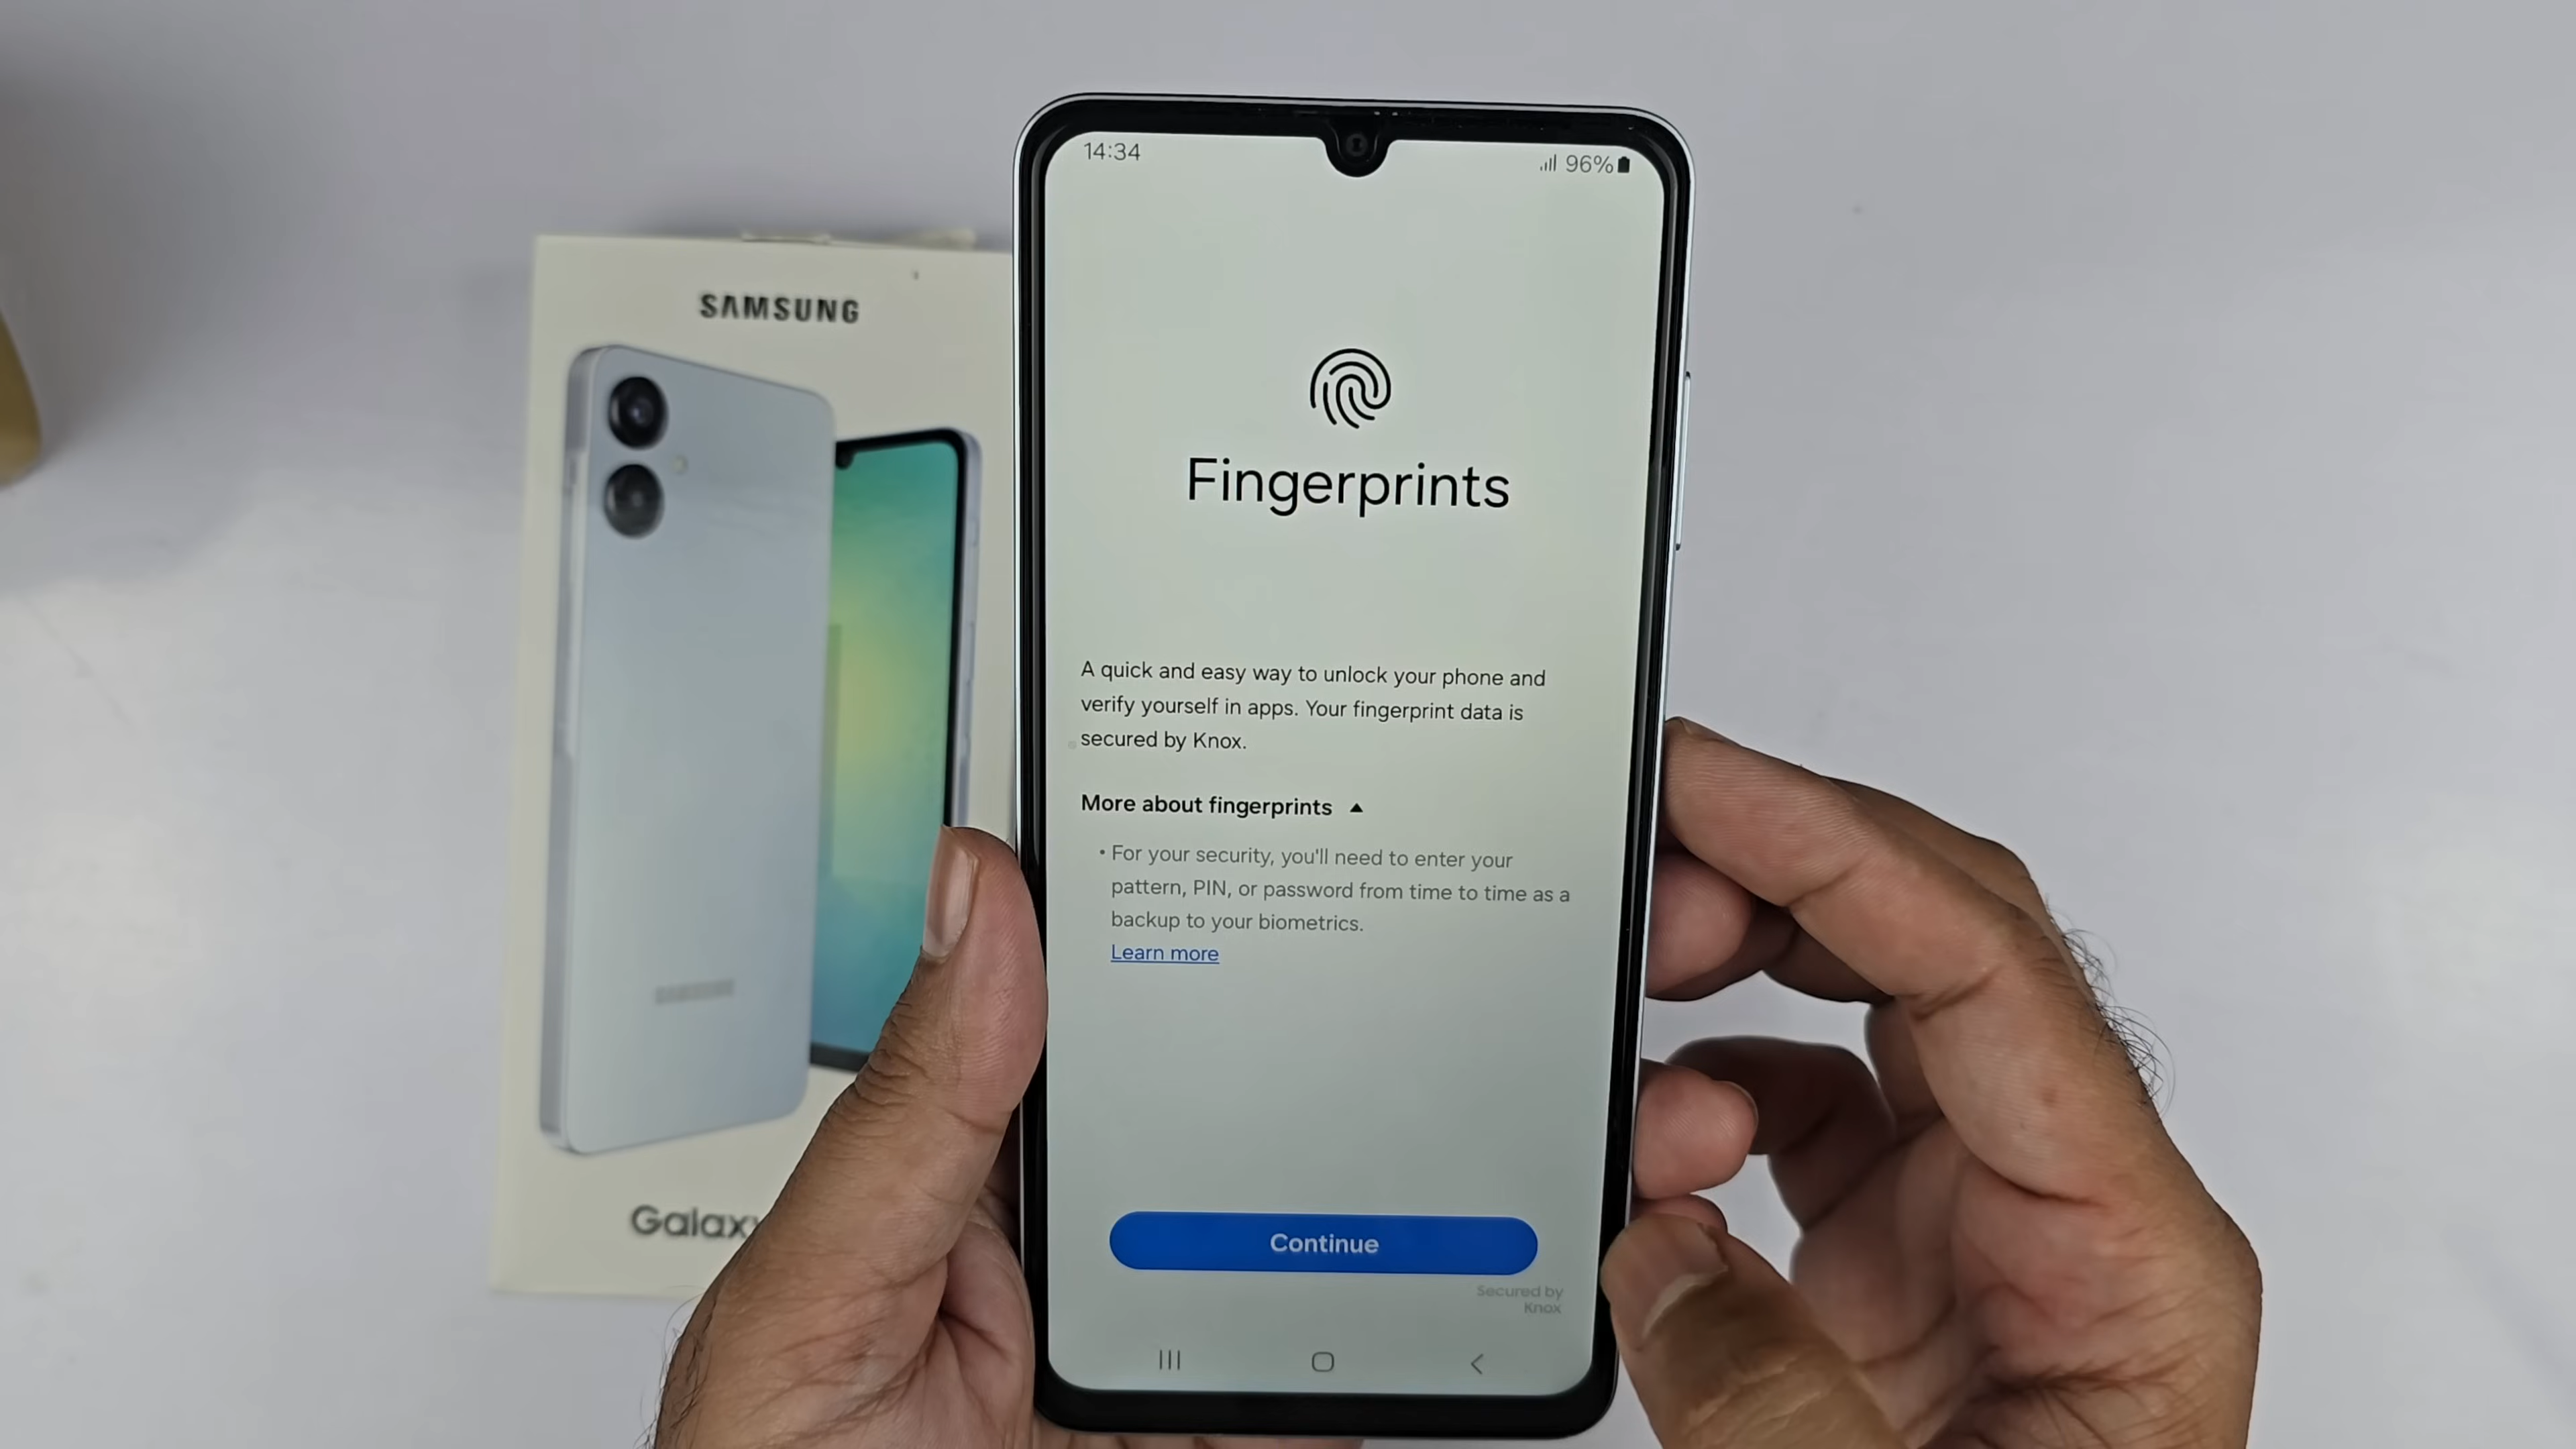 SAMSUNG
14:34
96%
Fingerprints
A quick and easy way to unlock your phone and
verify yourself in apps. Your fingerprint data is
secured by Knox.
More about fingerprints
• For your security, you'll need to enter your
pattern, PIN, or password from time to time as a
backup to your biometrics.
Learn more
Continue
Secured by
Knox
SAMSUNG
Galaxy